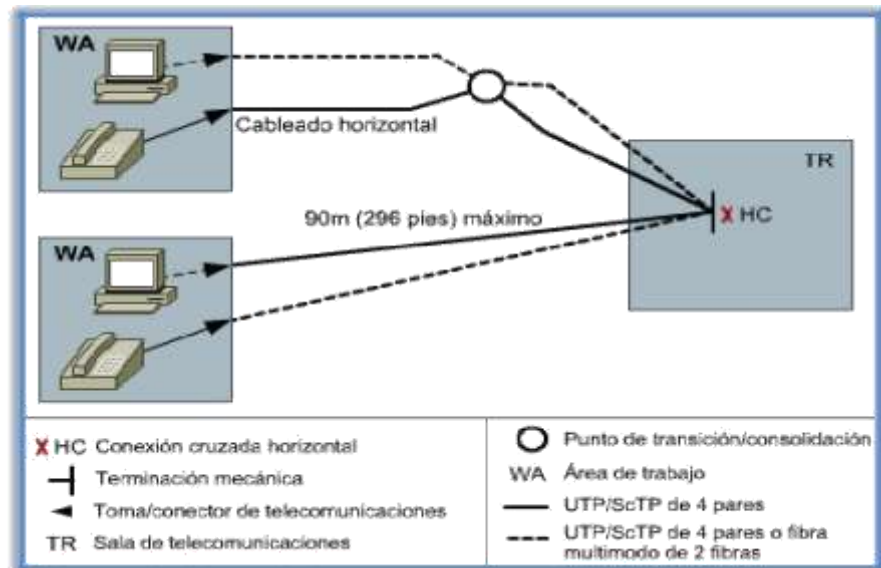 WA
Cableado horizontal
TR
X HC
90m (296 pies) máximo
WA
X HC Conexión cruzada horizontal
Terminación mecánica
Toma/conector de telecomunicaciones
TR Sala de telecomunicaciones
Punto de transición/consolidación
WA Área de trabajo
UTP/ScTP de 4 pares
UTP/ScTP de 4 pares o fibra
multimodo de 2 fibras